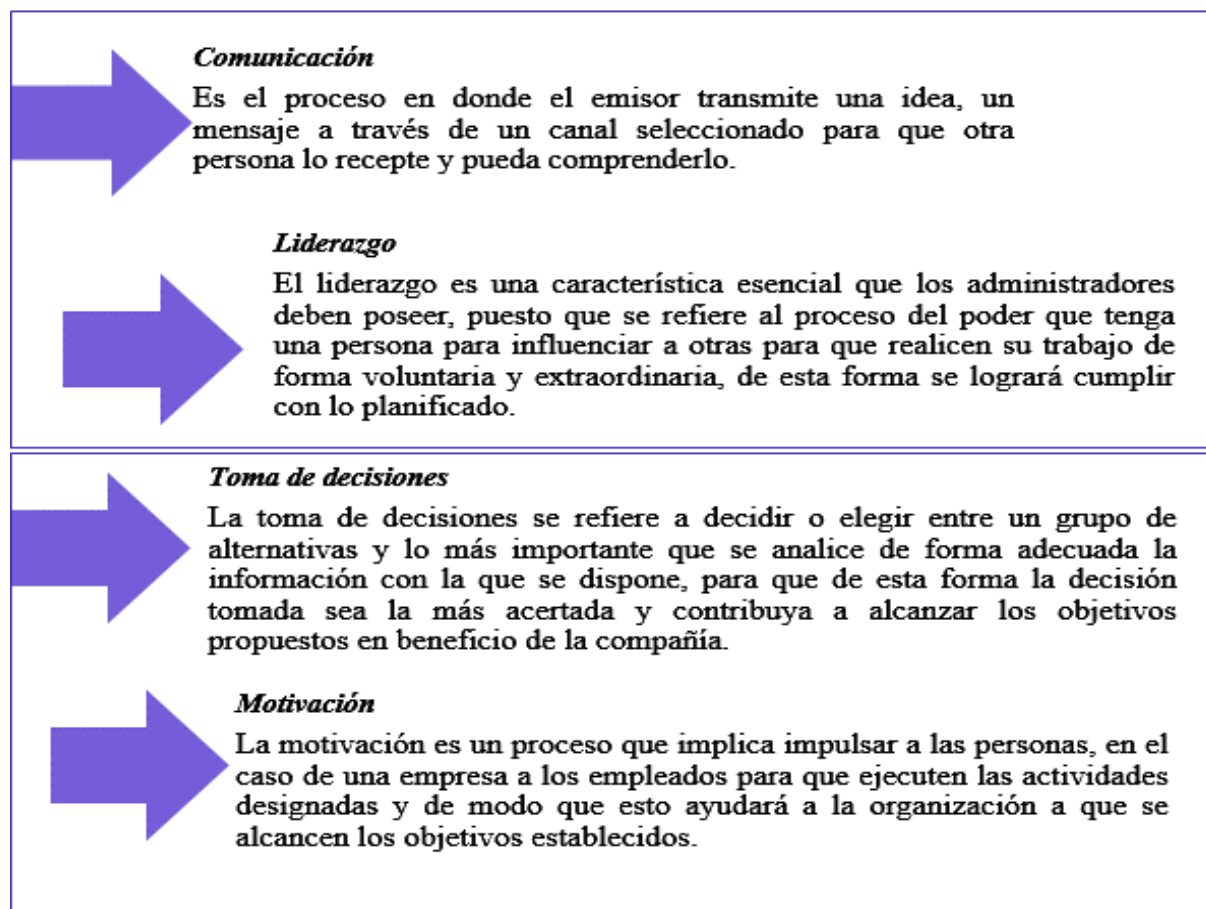 Comunicación
Es el proceso en donde el emisor transmite una idea, un
mensaje a través de un canal seleccionado para que otra
persona lo recepte y pueda comprenderlo.
Liderazgo
El liderazgo es una característica esencial que los administradores
deben poseer, puesto que se refiere al proceso del poder que tenga
una persona para influenciar a otras para que realicen su trabajo de
forma voluntaria y extraordinaria, de esta forma se logrará cumplir
con lo planificado.
Toma de decisiones
La toma de decisiones se refiere a decidir o elegir entre un grupo de
alternativas y lo más importante que se analice de forma adecuada la
información con la que se dispone, para que de esta forma la decisión
tomada sea la más acertada y contribuya a alcanzar los objetivos
propuestos en beneficio de la compañía.
Motivación
La motivación es un proceso que implica impulsar a las personas, en el
caso de una empresa a los empleados para que ejecuten las actividades
designadas y de modo que esto ayudará a la organización a que se
alcancen los objetivos establecidos.